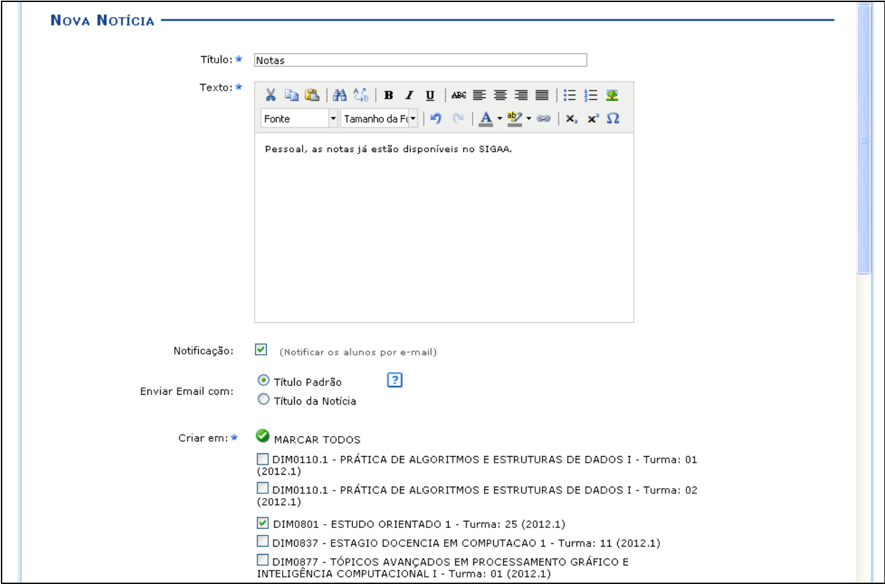 NOVA NOTÍCIA
Título:
Notas
Texto:
B I U ABC
Fonte Tamanho da Fo
A ab x₂ x² Ω
Pessoal, as notas já estão disponíveis no SIGAA.
Notificação: (Notificar os alunos por e-mail)
Enviar Email com: Título Padrão ?
Título da Notícia
Criar em: MARCAR TODOS
DIM0110.1 - PRÁTICA DE ALGORITMOS E ESTRUTURAS DE DADOS I - Turma: 01
(2012.1)
DIM0110.1 - PRÁTICA DE ALGORITMOS E ESTRUTURAS DE DADOS I - Turma: 02
(2012.1)
DIM0801 - ESTUDO ORIENTADO 1 - Turma: 25 (2012.1)
DIM0837 - ESTAGIO DOCENCIA EM COMPUTACAO 1 - Turma: 11 (2012.1)
DIM0877 - TÓPICOS AVANÇADOS EM PROCESSAMENTO GRÁFICO E
INTELIGÊNCIA COMPUTACIONAL I - Turma: 01 (2012.1)